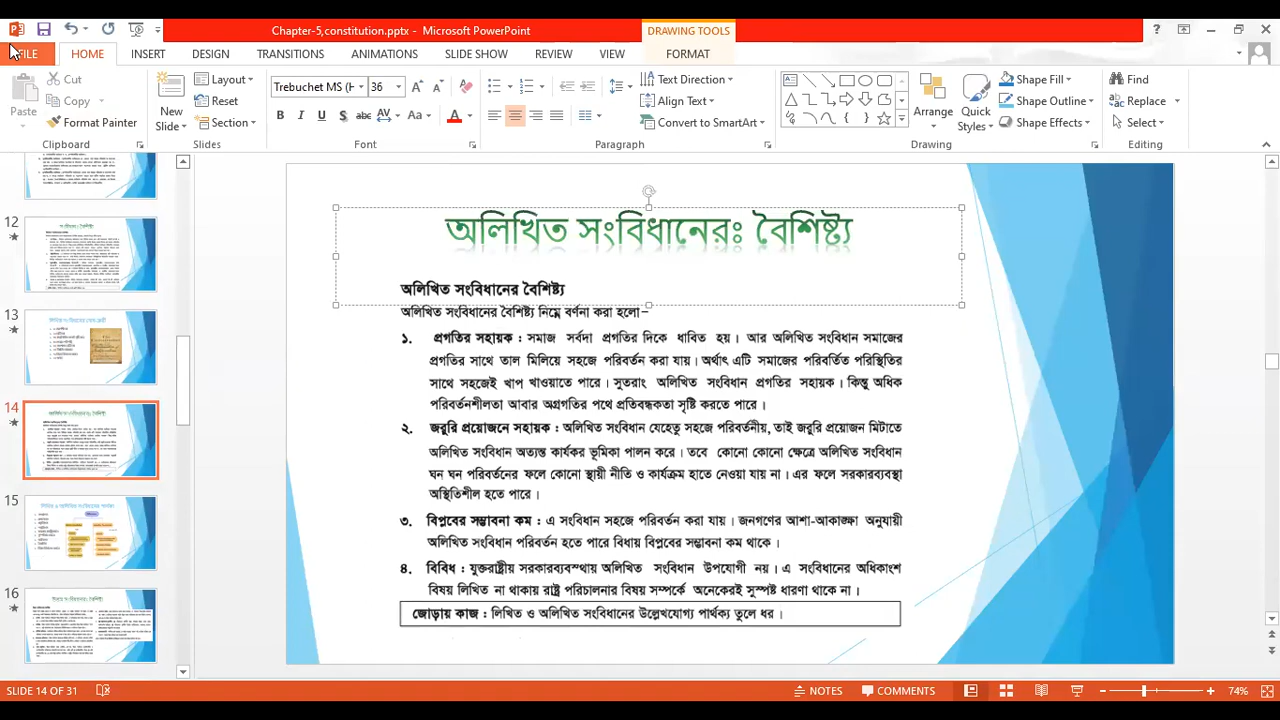 Chapter-5,constitution.pptx - Microsoft PowerPoint
DRAWING TOOLS
FILE HOME INSERT DESIGN TRANSITIONS ANIMATIONS SLIDE SHOW REVIEW VIEW FORMAT
Paste Cut Copy Format Painter
Clipboard
New Slide Layout Reset Section
Slides
Trebuchet MS (H 36
Font
Text Direction Align Text Convert to SmartArt
Paragraph
Arrange Quick Styles Shape Fill Shape Outline Shape Effects
Drawing
Find Replace Select
Editing
12
13
14
15
16
অলিখিত সংবিধানের বৈশিষ্ট্য
অলিখিত সংবিধানেরঃ বৈশিষ্ট্য
অলিখিত সংবিধানের বৈশিষ্ট্য
অলিখিত সংবিধানের বৈশিষ্ট্য নিম্নে বর্ণনা করা হলো–
১. প্রগতির সহায়ক : সমাজ সর্বদা প্রগতির দিকে ধাবিত হয়। আর অলিখিত সংবিধান সমাজের
প্রগতির সাথে তাল মিলিয়ে সহজে পরিবর্তন করা যায়। অর্থাৎ এটি সমাজের পরিবর্তিত পরিস্থিতির
সাথে সহজেই খাপ খাওয়াতে পারে। সুতরাং অলিখিত সংবিধান প্রগতির সহায়ক। কিন্তু অধিক
পরিবর্তনশীলতা আবার অগ্রগতির পথে প্রতিবন্ধকতা সৃষ্টি করতে পারে।
২. জরুরি প্রয়োজনে সহায়ক : অলিখিত সংবিধান যেহেতু সহজে পরিবর্তনীয়, তাই জরুরি প্রয়োজন মিটাতে
অলিখিত সংবিধান অত্যন্ত কার্যকর ভূমিকা পালন করে। তবে কোনো কোনো ক্ষেত্রে অলিখিত সংবিধান
ঘন ঘন পরিবর্তনের ফলে কোনো স্থায়ী নীতি ও কার্যক্রম হাতে নেওয়া যায় না। এর ফলে সরকারব্যবস্থা
অস্থিতিশীল হতে পারে।
৩. বিপ্লবের সম্ভাবনা কম : এ সংবিধান সহজে পরিবর্তন করা যায় জনগণের আশা-আকাঙ্ক্ষা অনুযায়ী
অলিখিত সংবিধান পরিবর্তন হতে পারে বিধায় বিপ্লবের সম্ভাবনা কম থাকে।
৪. বিবিধ : যুক্তরাষ্ট্রীয় সরকারব্যবস্থায় অলিখিত সংবিধান উপযোগী নয়। এ সংবিধানের অধিকাংশ
বিষয় লিখিত না থাকায় রাষ্ট্র পরিচালনার বিষয় সম্পর্কে অনেকেরই সুস্পষ্ট ধারণা থাকে না।
জোড়ায় কাজ : লিখিত ও অলিখিত সংবিধানের উল্লেখযোগ্য পার্থক্য তুলে ধর।
SLIDE 14 OF 31 NOTES COMMENTS 74%